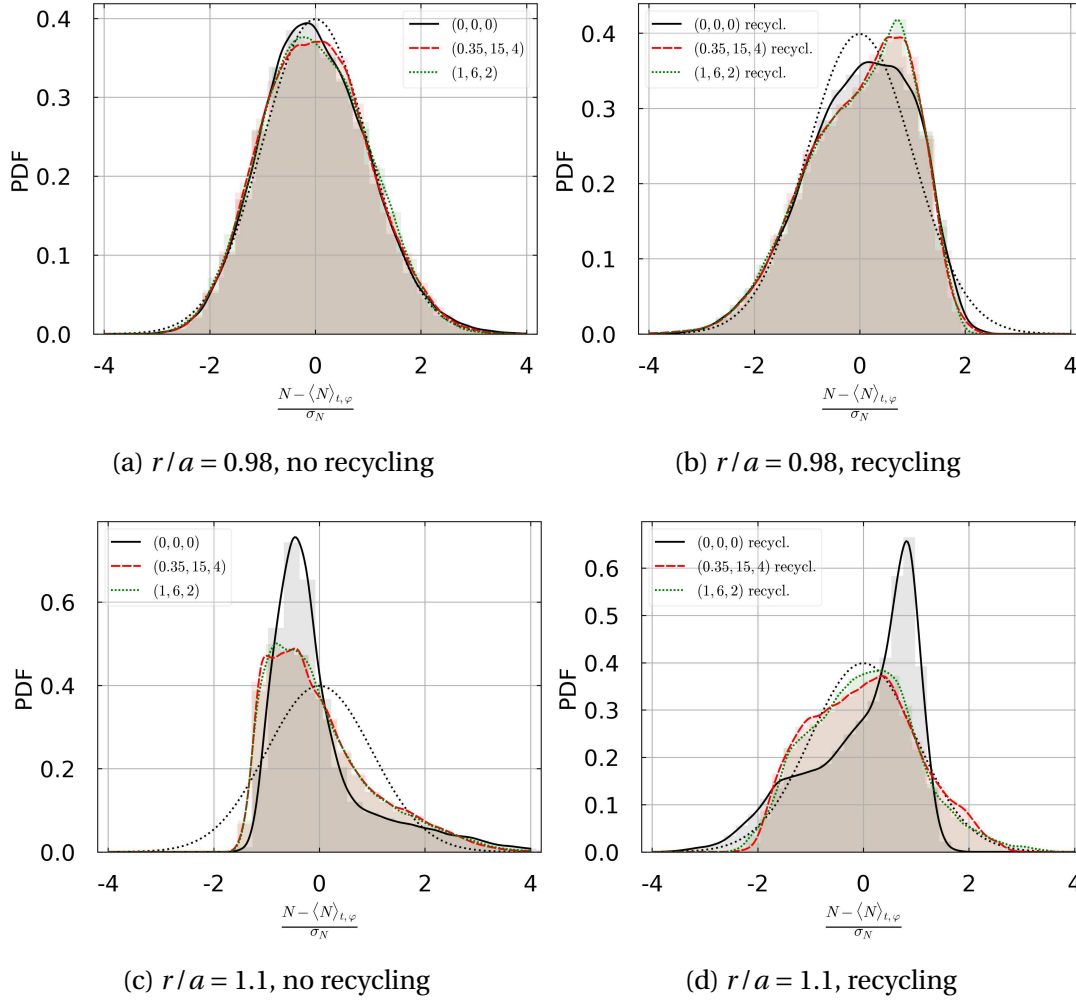 0.4
0.3
0.2
0.1
0.0
PDF
(0,0,0)
(0.35,15,4)
(1,6,2)
-4 -2 0 2 4
N − ⟨N⟩t,φ
σN
(a) r/a = 0.98, no recycling
0.4
0.3
0.2
0.1
0.0
PDF
(0,0,0) recycl.
(0.35,15,4) recycl.
(1,6,2) recycl.
-4 -2 0 2 4
N − ⟨N⟩t,φ
σN
(b) r/a = 0.98, recycling
0.6
0.4
0.2
0.0
PDF
(0,0,0)
(0.35,15,4)
(1,6,2)
-4 -2 0 2 4
N − ⟨N⟩t,φ
σN
(c) r/a = 1.1, no recycling
0.6
0.5
0.4
0.3
0.2
0.1
0.0
PDF
(0,0,0) recycl.
(0.35,15,4) recycl.
(1,6,2) recycl.
-4 -2 0 2 4
N − ⟨N⟩t,φ
σN
(d) r/a = 1.1, recycling